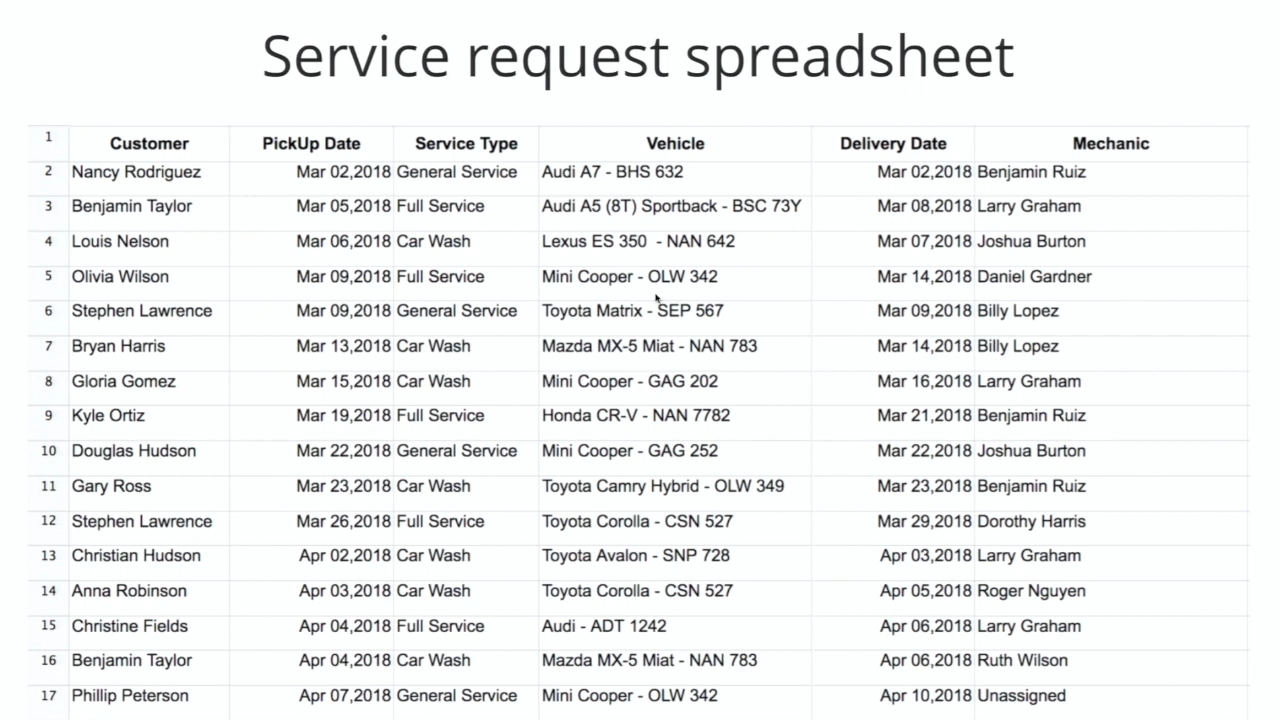 Service request spreadsheet
1 Customer PickUp Date Service Type Vehicle Delivery Date Mechanic
2 Nancy Rodriguez Mar 02,2018 General Service Audi A7 - BHS 632 Mar 02,2018 Benjamin Ruiz
3 Benjamin Taylor Mar 05,2018 Full Service Audi A5 (8T) Sportback - BSC 73Y Mar 08,2018 Larry Graham
4 Louis Nelson Mar 06,2018 Car Wash Lexus ES 350  - NAN 642 Mar 07,2018 Joshua Burton
5 Olivia Wilson Mar 09,2018 Full Service Mini Cooper - OLW 342 Mar 14,2018 Daniel Gardner
6 Stephen Lawrence Mar 09,2018 General Service Toyota Matrix - SEP 567 Mar 09,2018 Billy Lopez
7 Bryan Harris Mar 13,2018 Car Wash Mazda MX-5 Miat - NAN 783 Mar 14,2018 Billy Lopez
8 Gloria Gomez Mar 15,2018 Car Wash Mini Cooper - GAG 202 Mar 16,2018 Larry Graham
9 Kyle Ortiz Mar 19,2018 Full Service Honda CR-V - NAN 7782 Mar 21,2018 Benjamin Ruiz
10 Douglas Hudson Mar 22,2018 General Service Mini Cooper - GAG 252 Mar 22,2018 Joshua Burton
11 Gary Ross Mar 23,2018 Car Wash Toyota Camry Hybrid - OLW 349 Mar 23,2018 Benjamin Ruiz
12 Stephen Lawrence Mar 26,2018 Full Service Toyota Corolla - CSN 527 Mar 29,2018 Dorothy Harris
13 Christian Hudson Apr 02,2018 Car Wash Toyota Avalon - SNP 728 Apr 03,2018 Larry Graham
14 Anna Robinson Apr 03,2018 Car Wash Toyota Corolla - CSN 527 Apr 05,2018 Roger Nguyen
15 Christine Fields Apr 04,2018 Full Service Audi - ADT 1242 Apr 06,2018 Larry Graham
16 Benjamin Taylor Apr 04,2018 Car Wash Mazda MX-5 Miat - NAN 783 Apr 06,2018 Ruth Wilson
17 Phillip Peterson Apr 07,2018 General Service Mini Cooper - OLW 342 Apr 10,2018 Unassigned